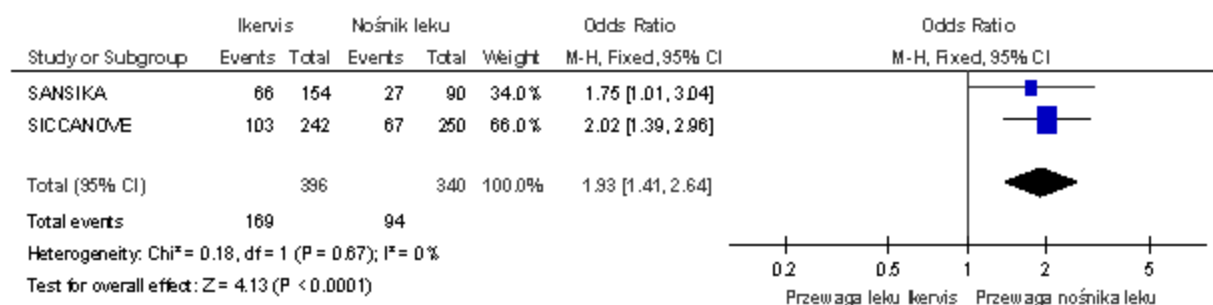 Ikervis Nośnik leku Odds Ratio Odds Ratio
Study or Subgroup Events Total Events Total Weight M-H, Fixed, 95% CI M-H, Fixed, 95% CI
SANSIKA 66 154 27 90 34.0% 1.75 [1.01, 3.04]
SICCANOVE 103 242 67 250 66.0% 2.02 [1.39, 2.96]
Total (95% CI) 396 340 100.0% 1.93 [1.41, 2.64]
Total events 169 94
Heterogeneity: Chi² = 0.18, df = 1 (P = 0.67); I² = 0%
Test for overall effect: Z = 4.13 (P < 0.0001)
0.2 0.5 1 2 5
Przewaga leku Ikervis Przewaga nośnika leku